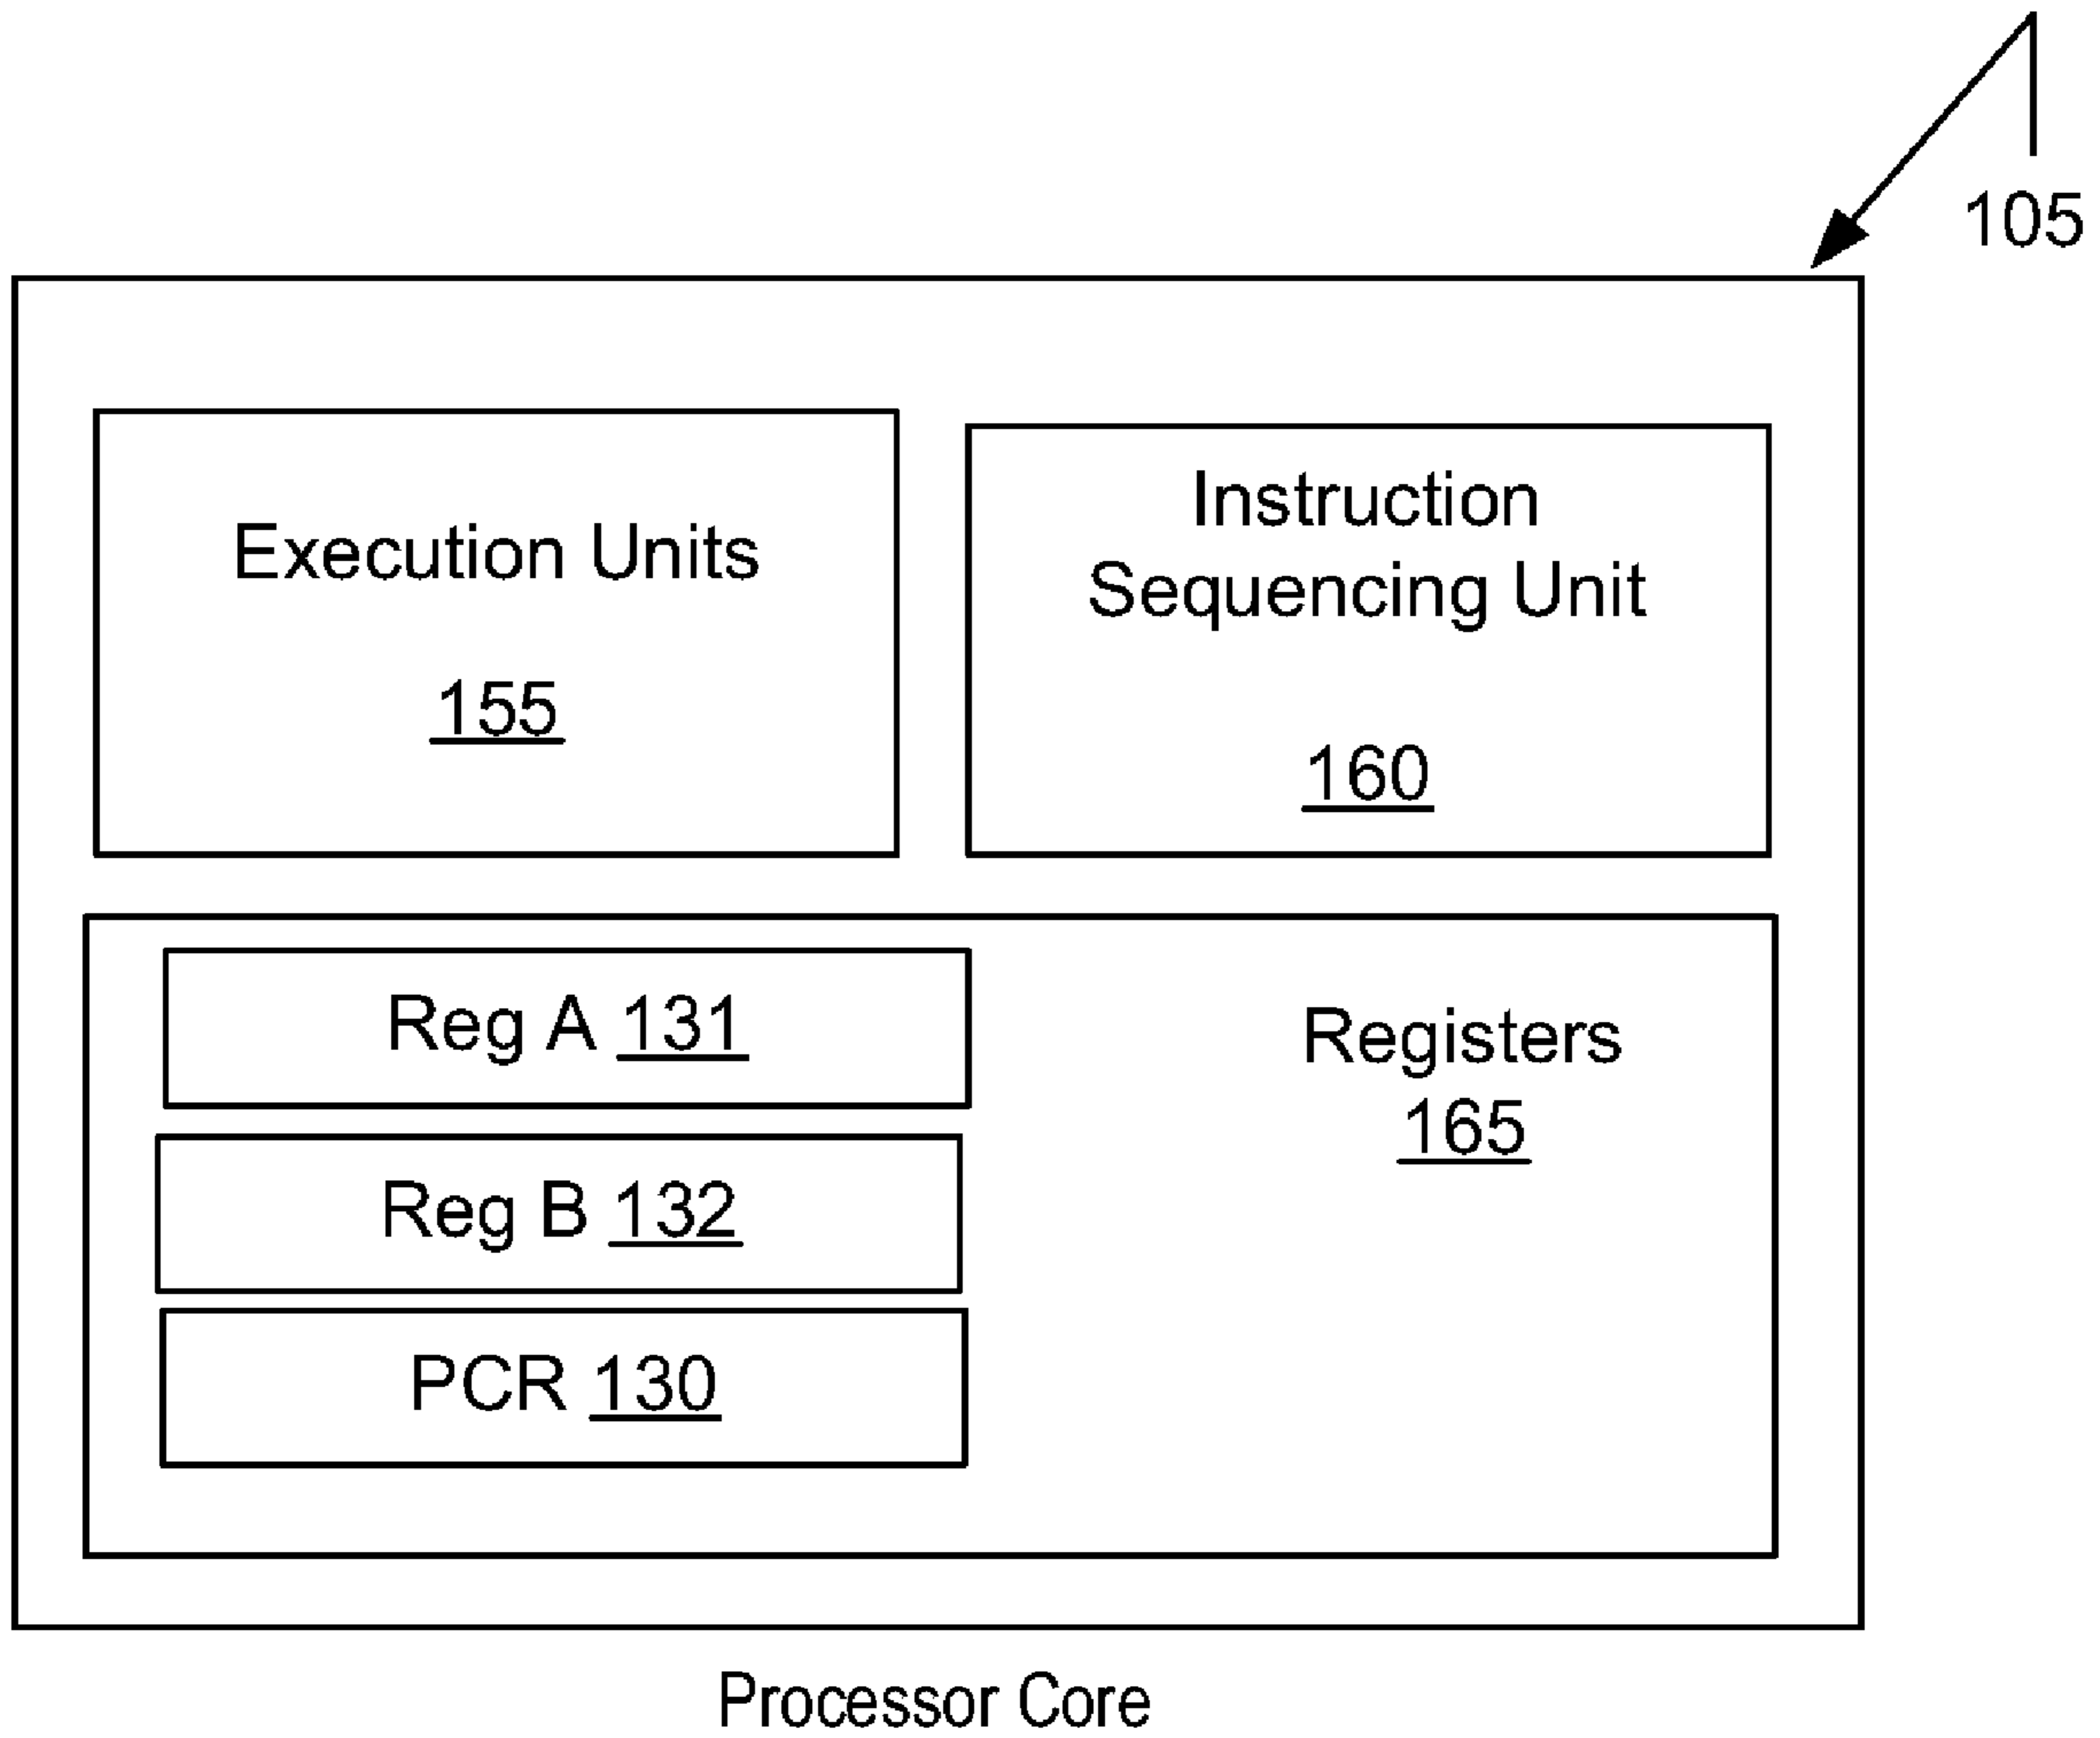 105
Execution Units
155
Instruction
Sequencing Unit
160
Reg A 131
Reg B 132
PCR 130
Registers
165
Processor Core